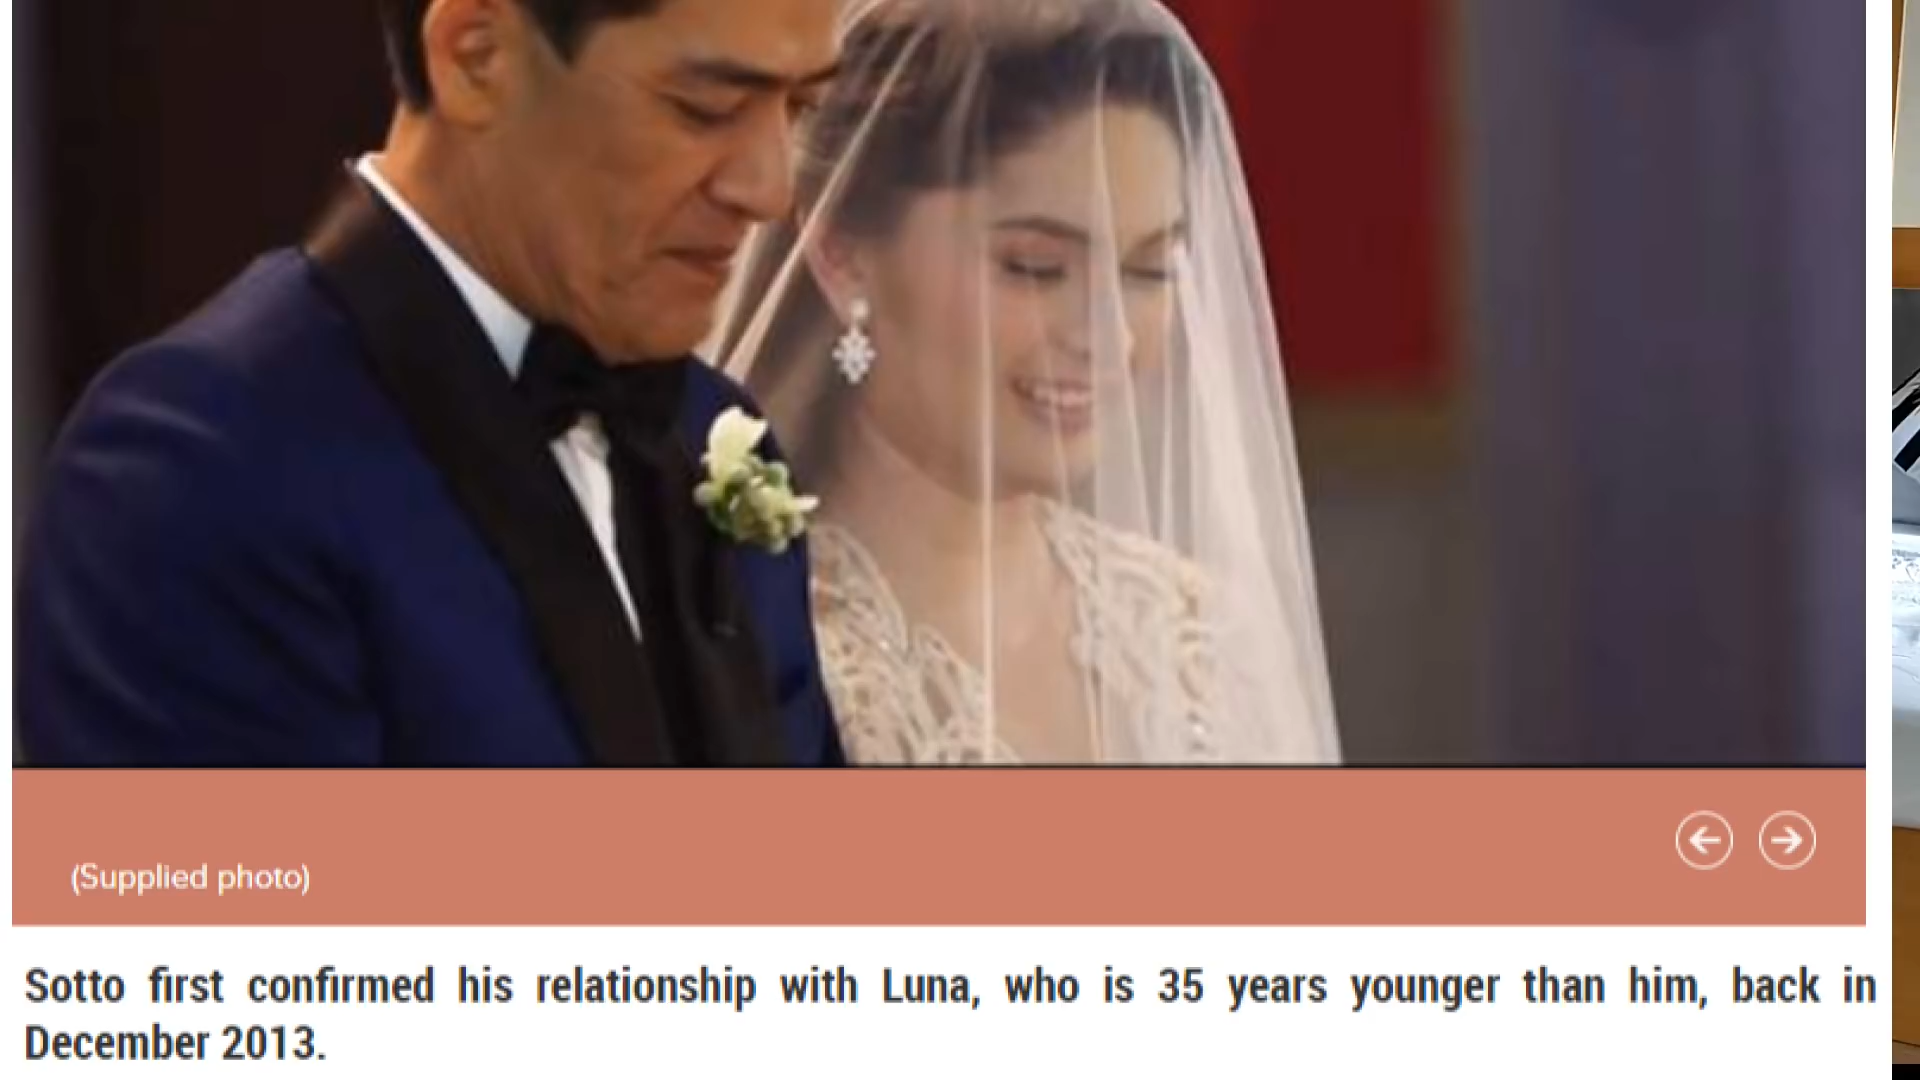 (Supplied photo)
Sotto first confirmed his relationship with Luna, who is 35 years younger than him, back in
December 2013.